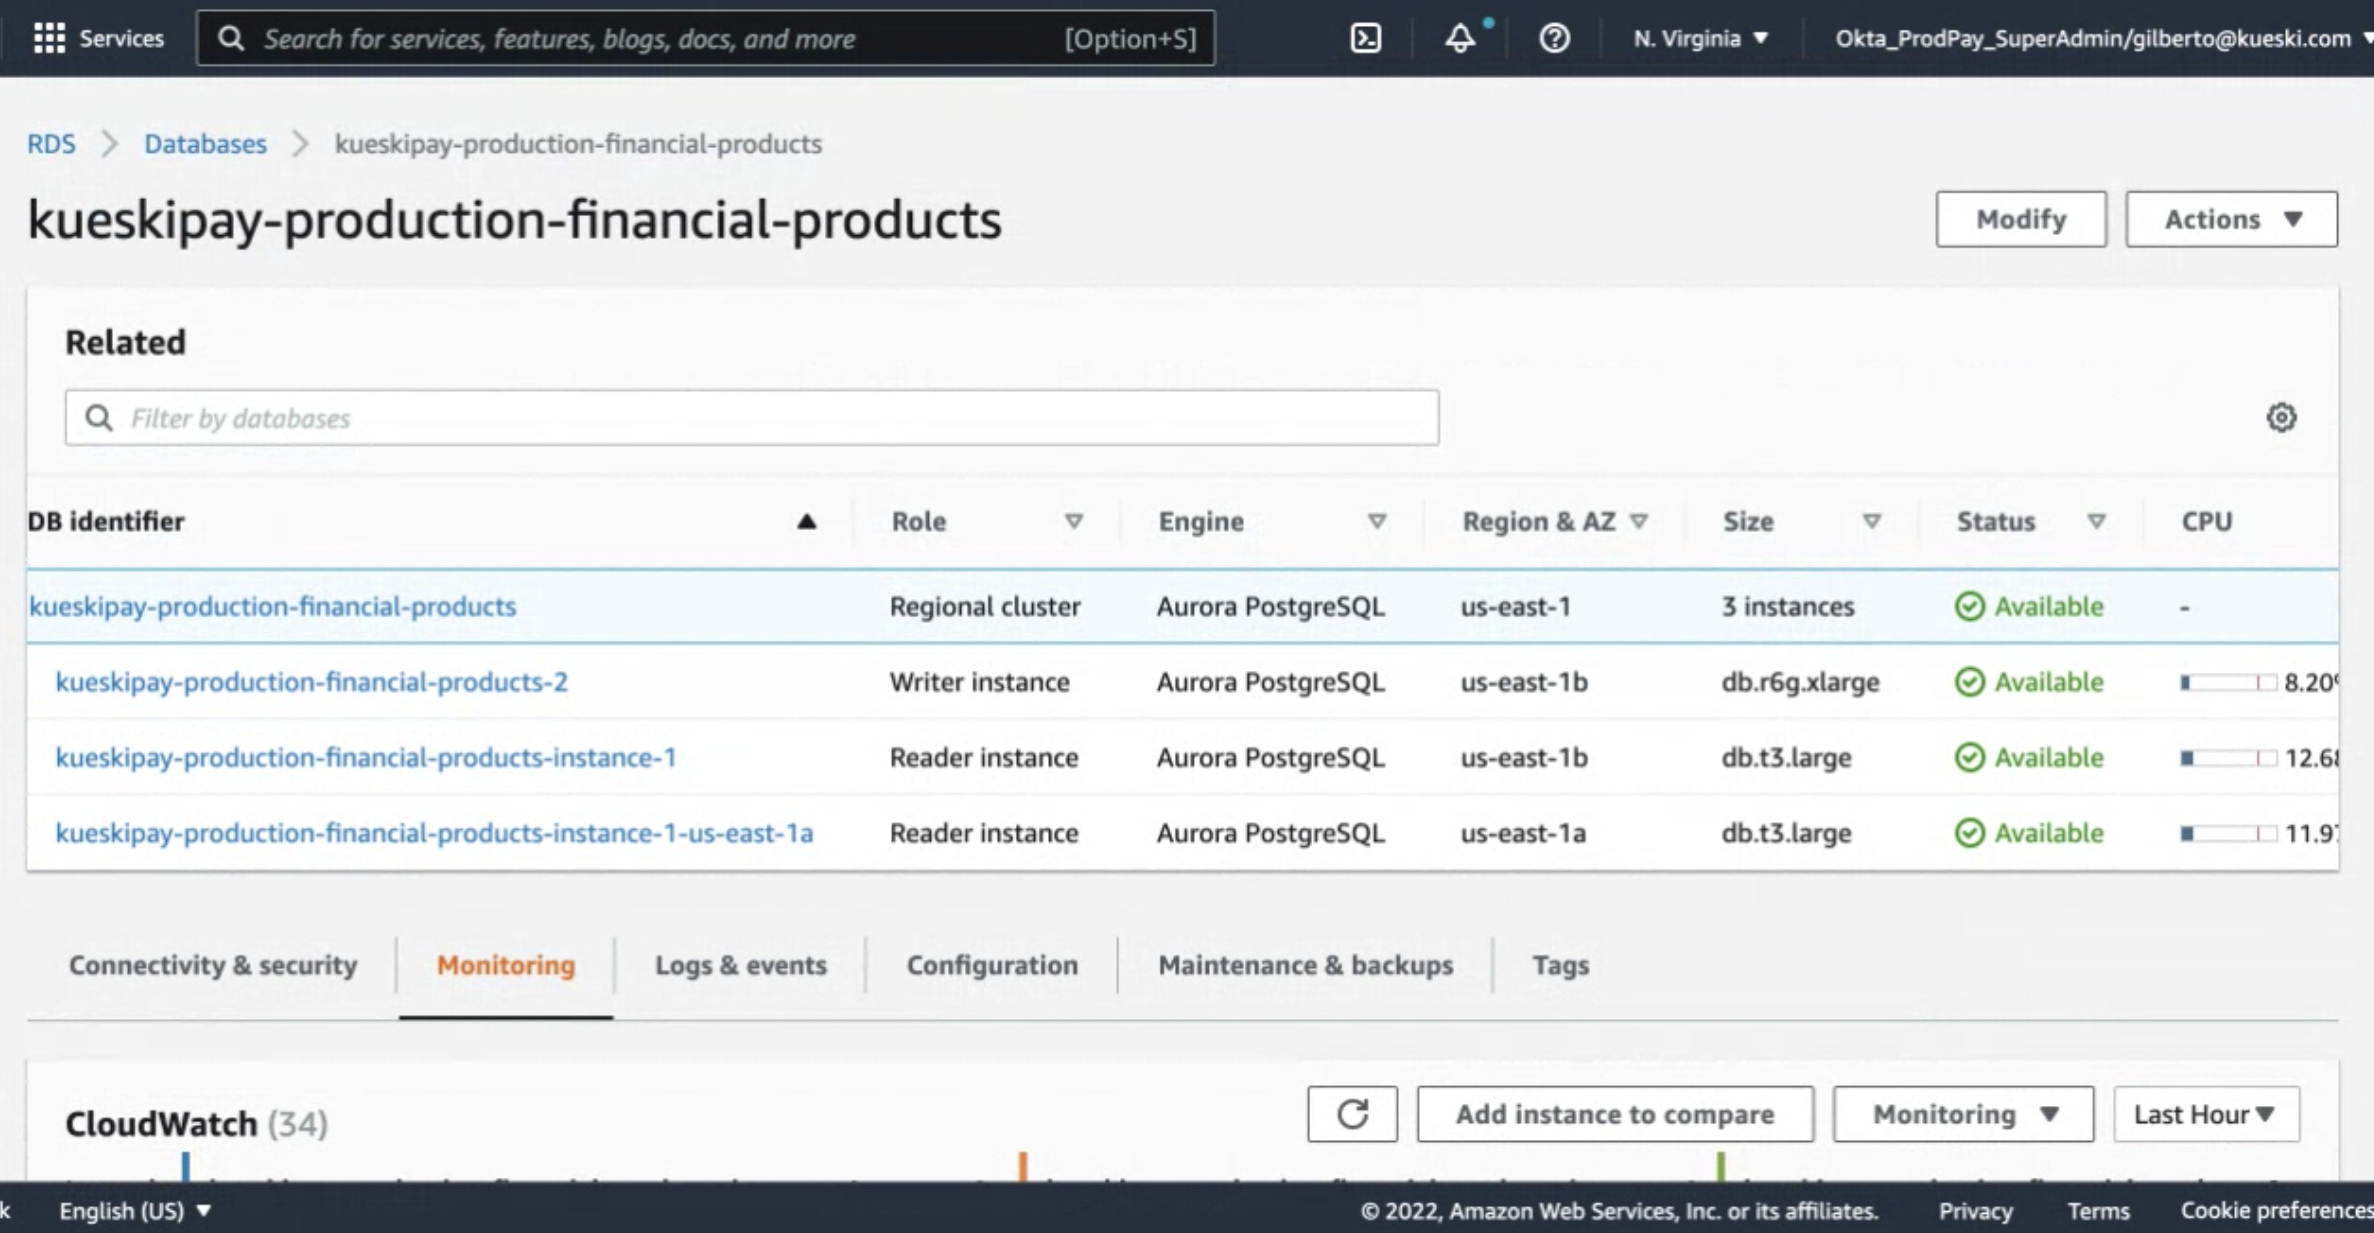 Services Search for services, features, blogs, docs, and more [Option+S] N. Virginia ▼ Okta_ProdPay_SuperAdmin/gilberto@kueski.com ▼
RDS > Databases > kueskipay-production-financial-products
kueskipay-production-financial-products Modify Actions ▼
Related
Filter by databases
DB identifier ▲ Role ▽ Engine ▽ Region & AZ ▽ Size ▽ Status ▽ CPU
kueskipay-production-financial-products Regional cluster Aurora PostgreSQL us-east-1 3 instances Available -
kueskipay-production-financial-products-2 Writer instance Aurora PostgreSQL us-east-1b db.r6g.xlarge Available 8.20
kueskipay-production-financial-products-instance-1 Reader instance Aurora PostgreSQL us-east-1b db.t3.large Available 12.6
kueskipay-production-financial-products-instance-1-us-east-1a Reader instance Aurora PostgreSQL us-east-1a db.t3.large Available 11.9
Connectivity & security Monitoring Logs & events Configuration Maintenance & backups Tags
CloudWatch (34) Add instance to compare Monitoring ▼ Last Hour ▼
k English (US) ▼ © 2022, Amazon Web Services, Inc. or its affiliates. Privacy Terms Cookie preferences